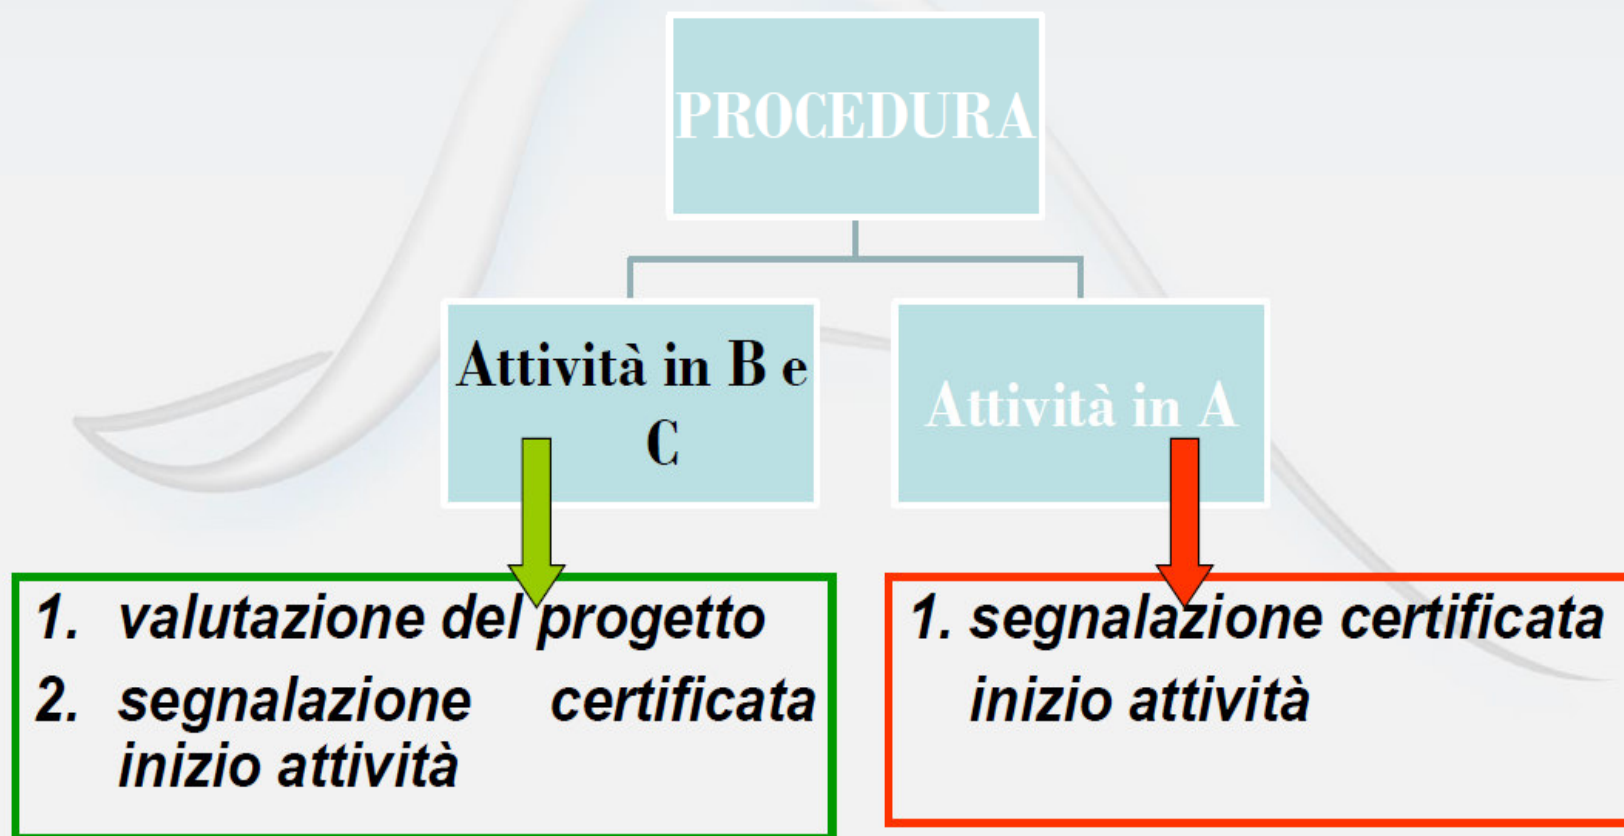 PROCEDURA
Attività in B e
C
Attività in A
1. valutazione del progetto
2. segnalazione certificata
inizio attività
1. segnalazione certificata
inizio attività